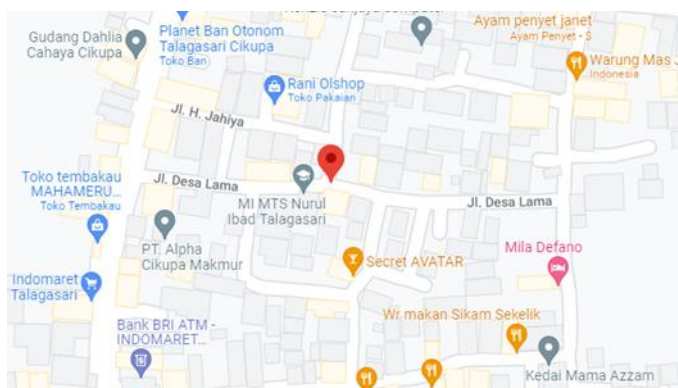 Gudang Dahlia
Cahaya Cikupa
Planet Ban Otonom
Talagasari Cikupa
Toko Ban
Ayam penyet janet
Ayam Penyet • S
Warung Mas J
Indonesia
Rani Olshop
Toko Pakaian
Jl. H. Jahiya
Toko tembakau
MAHAMERU...
Toko Tembakau
Jl. Desa Lama
MI MTS Nurul
Ibad Talagasari
Jl. Desa Lama
PT. Alpha
Cikupa Makmur
Secret AVATAR
Mila Defano
Indomaret
Talagasari
Bank BRI ATM -
INDOMARET...
Wr makan Sikam Sekelik
Kedai Mama Azzam